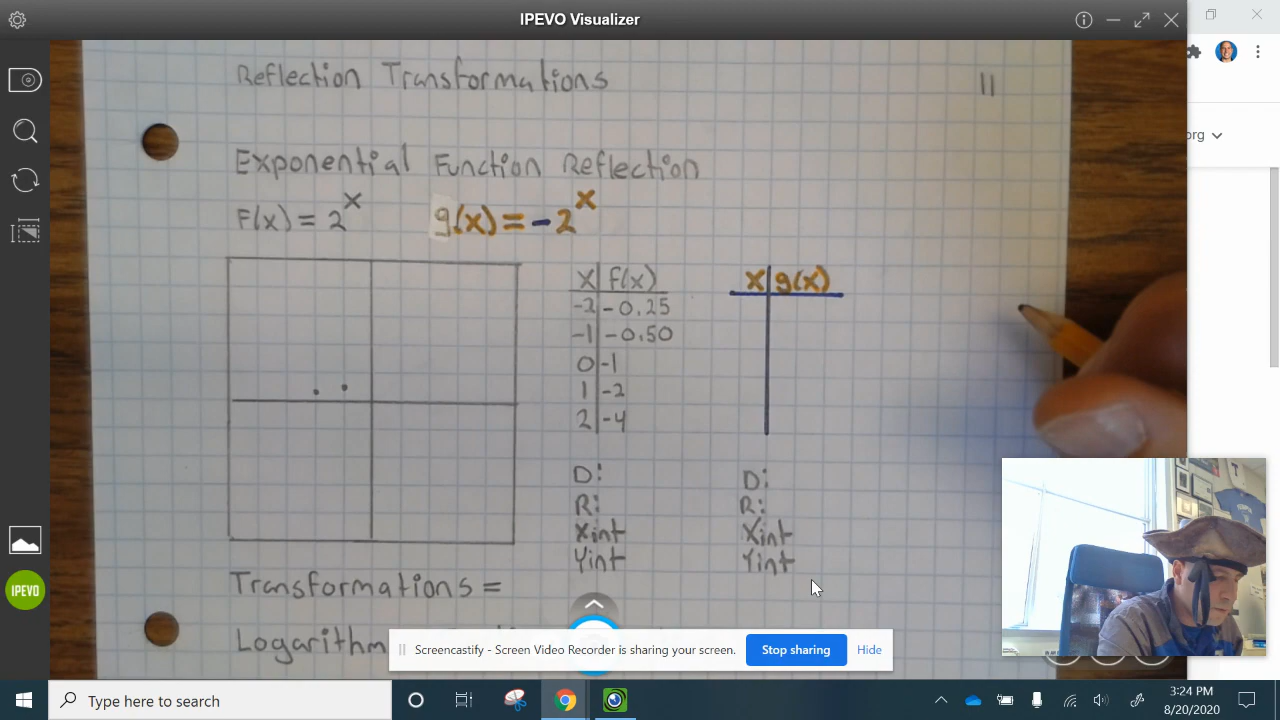 IPEVO Visualizer
Reflection Transformations
11
Exponential Function Reflection
F(x) = 2^x g(x) = -2^x
org
x f(x)
-2 -0.25
-1 -0.50
0 -1
1 -2
2 -4
D:
R:
Xint
Yint
x g(x)
D:
R:
Xint
Yint
Transformations =
IPEVO
Screencastify - Screen Video Recorder is sharing your screen.
Stop sharing
Hide
Type here to search
3:24 PM
8/20/2020